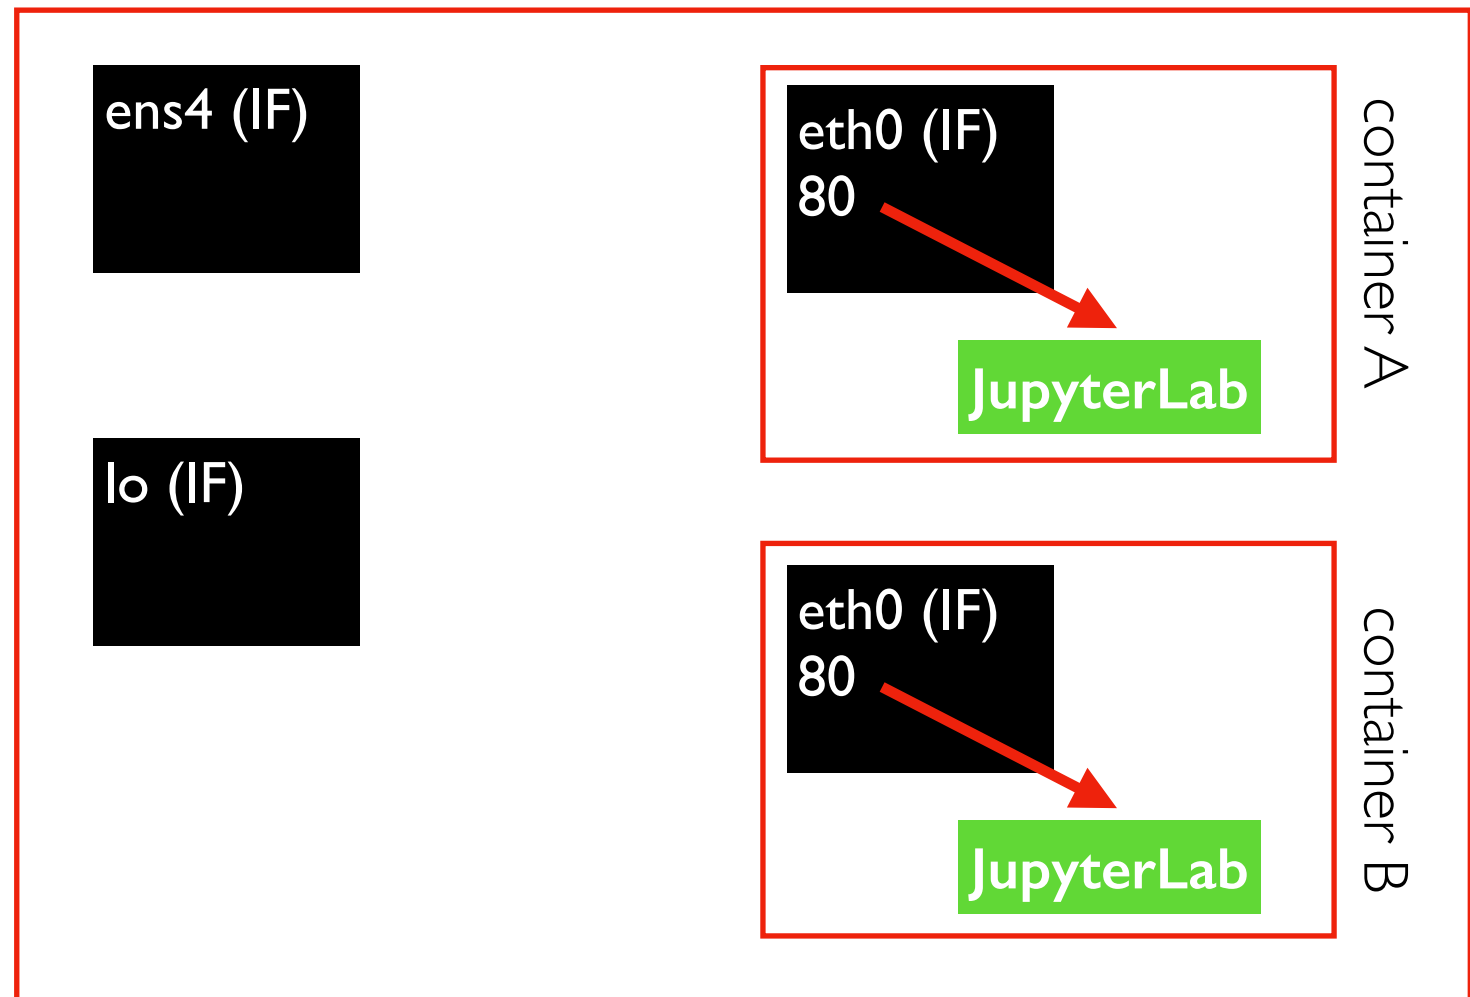 ens4 (IF)
lo (IF)
eth0 (IF)
80
JupyterLab
container A
eth0 (IF)
80
JupyterLab
container B